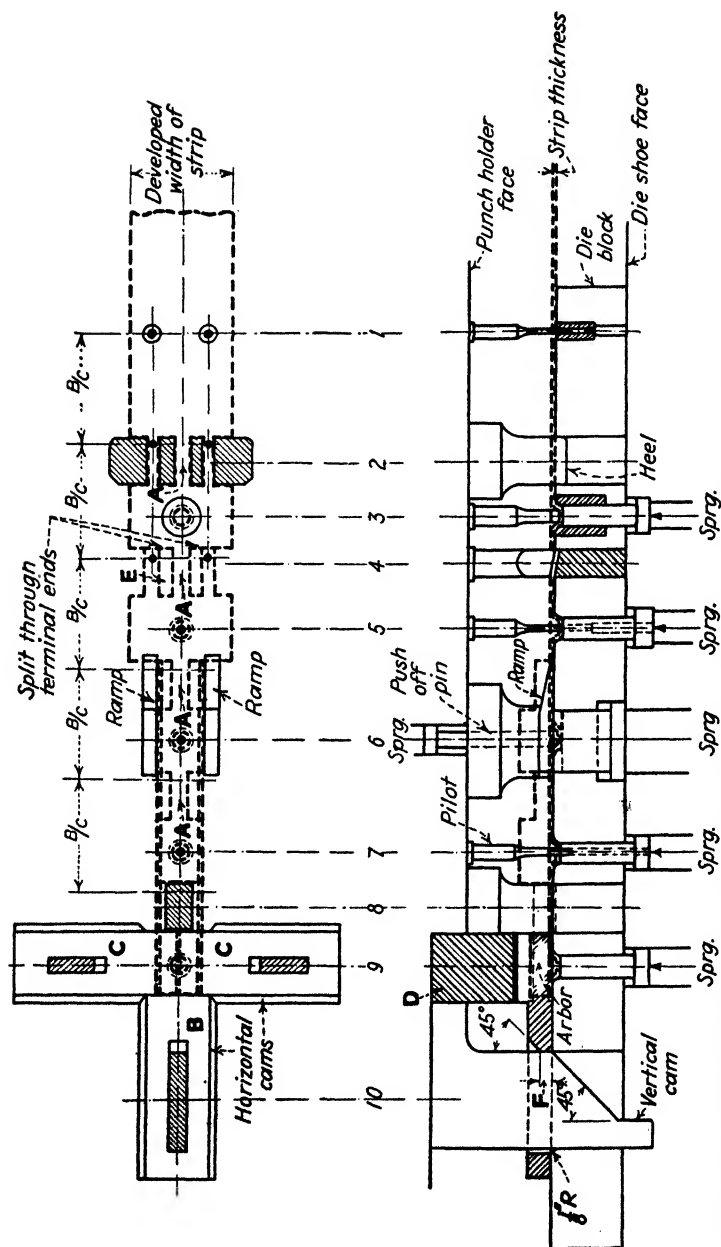 Developed
width of
strip
B/c
B/c
B/c
B/c
B/c
Split through
terminal ends
E
A
A
A
A
Ramp
Ramp
C
C
B
Horizontal
cams
1
2
3
4
5
6
7
8
9
10
Punch holder
face
Strip thickness
Die
block
Die shoe face
Heel
Sprg.
Sprg.
Push off
pin
Ramp
Sprg.
Sprg
Pilot
Sprg.
D
Arbor
Sprg.
45°
F
45°
Vertical
cam
1/8" R